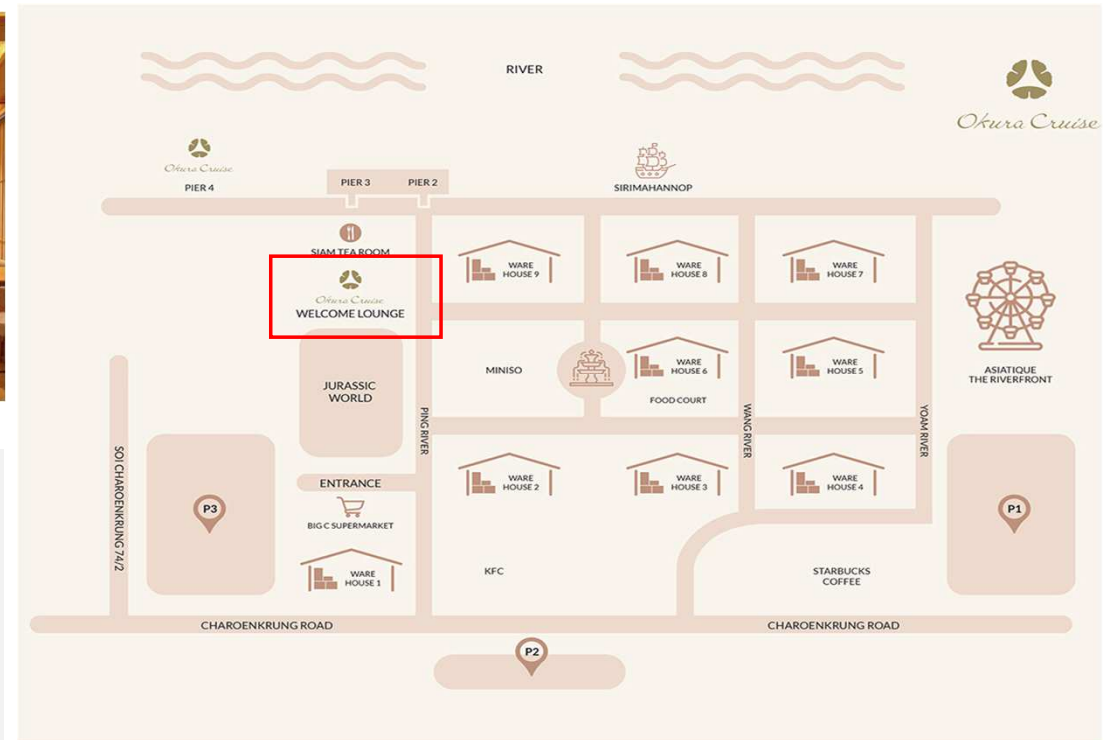 RIVER
Okura Cruise
Okura Cruise
PIER 4
PIER 3
PIER 2
SIRIMAHANNOP
SIAM TEA ROOM
Okura Cruise
WELCOME LOUNGE
WARE
HOUSE 9
WARE
HOUSE 8
WARE
HOUSE 7
JURASSIC
WORLD
MINISO
WARE
HOUSE 6
FOOD COURT
WARE
HOUSE 5
ASIATIQUE
THE RIVERFRONT
PING RIVER
WANG RIVER
YOAM RIVER
SOI CHAROENKRUNG 74/2
P3
ENTRANCE
BIG C SUPERMARKET
WARE
HOUSE 1
WARE
HOUSE 2
WARE
HOUSE 3
WARE
HOUSE 4
P1
KFC
STARBUCKS
COFFEE
CHAROENKRUNG ROAD
CHAROENKRUNG ROAD
P2